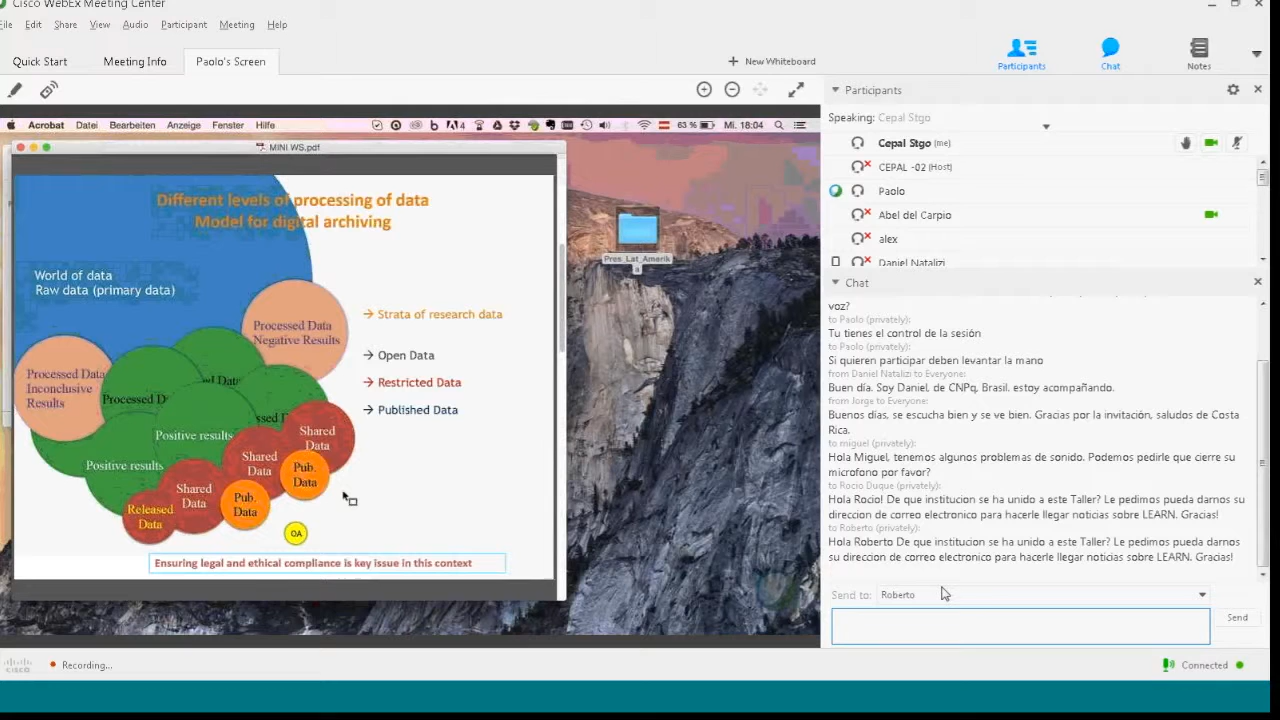 Cisco WebEx Meeting Center
File Edit Share View Audio Participant Meeting Help
Quick Start Meeting Info Paolo's Screen
New Whiteboard
Participants Chat Notes
Acrobat Datei Bearbeiten Anzeige Fenster Hilfe
4 63 % Mi. 18:04
MINI WS.pdf
Different levels of processing of data
Model for digital archiving
World of data
Raw data (primary data)
Processed Data
Negative Results
Processed Data
Inconclusive
Results
Processed D
Positive results
Positive results
Shared
Data
Shared
Data
Shared
Data
Pub.
Data
Pub.
Data
Released
Data
OA
→ Strata of research data
→ Open Data
→ Restricted Data
→ Published Data
Ensuring legal and ethical compliance is key issue in this context
Pres_Lat_Amerik
a
Participants
Speaking: Cepal Stgo
Cepal Stgo (me)
CEPAL -02 (Host)
Paolo
Abel del Carpio
alex
Daniel Natalizi
Chat
voz?
to Paolo (privately):
Tu tienes el control de la sesión
to Paolo (privately):
Si quieren participar deben levantar la mano
from Daniel Natalizi to Everyone:
Buen día. Soy Daniel, de CNPq, Brasil. estoy acompañando.
from Jorge to Everyone:
Buenos días, se escucha bien y se ve bien. Gracias por la invitación, saludos de Costa
Rica.
to miguel (privately):
Hola Miguel, tenemos algunos problemas de sonido. Podemos pedirle que cierre su
microfono por favor?
to Rocio Duque (privately):
Hola Rocio! De que institucion se ha unido a este Taller? Le pedimos pueda darnos su
direccion de correo electronico para hacerle llegar noticias sobre LEARN. Gracias!
to Roberto (privately):
Hola Roberto De que institucion se ha unido a este Taller? Le pedimos pueda darnos
su direccion de correo electronico para hacerle llegar noticias sobre LEARN. Gracias!
Send to: Roberto
Send
cisco Recording...
Connected